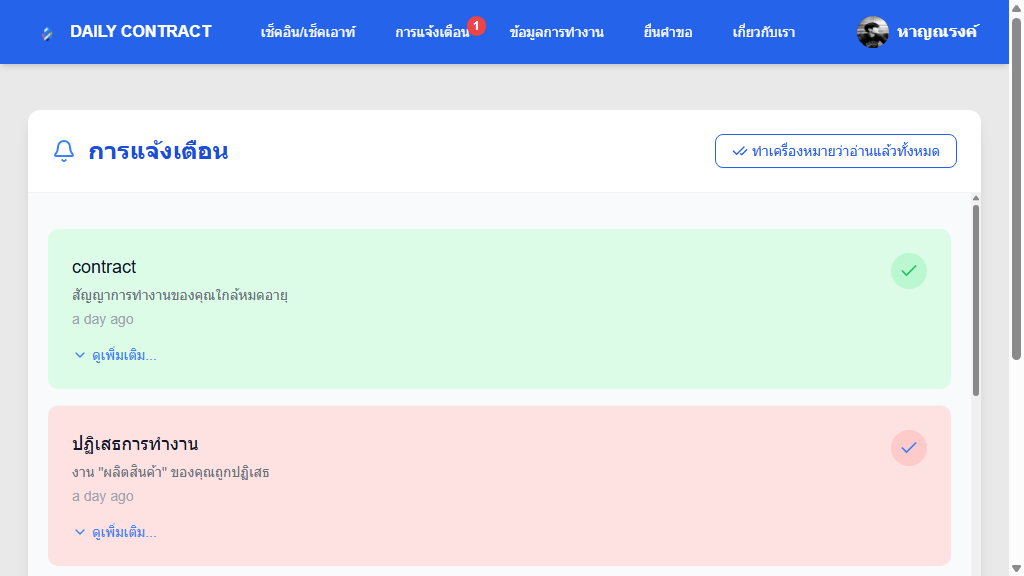 DAILY CONTRACT
เช็คอิน/เช็คเอาท์
การแจ้งเตือน
1
ข้อมูลการทำงาน
ยื่นคำขอ
เกี่ยวกับเรา
หาญณรงค์
การแจ้งเตือน
ทำเครื่องหมายว่าอ่านแล้วทั้งหมด
contract
สัญญาการทำงานของคุณใกล้หมดอายุ
a day ago
ดูเพิ่มเติม...
ปฏิเสธการทำงาน
งาน "ผลิตสินค้า" ของคุณถูกปฏิเสธ
a day ago
ดูเพิ่มเติม...